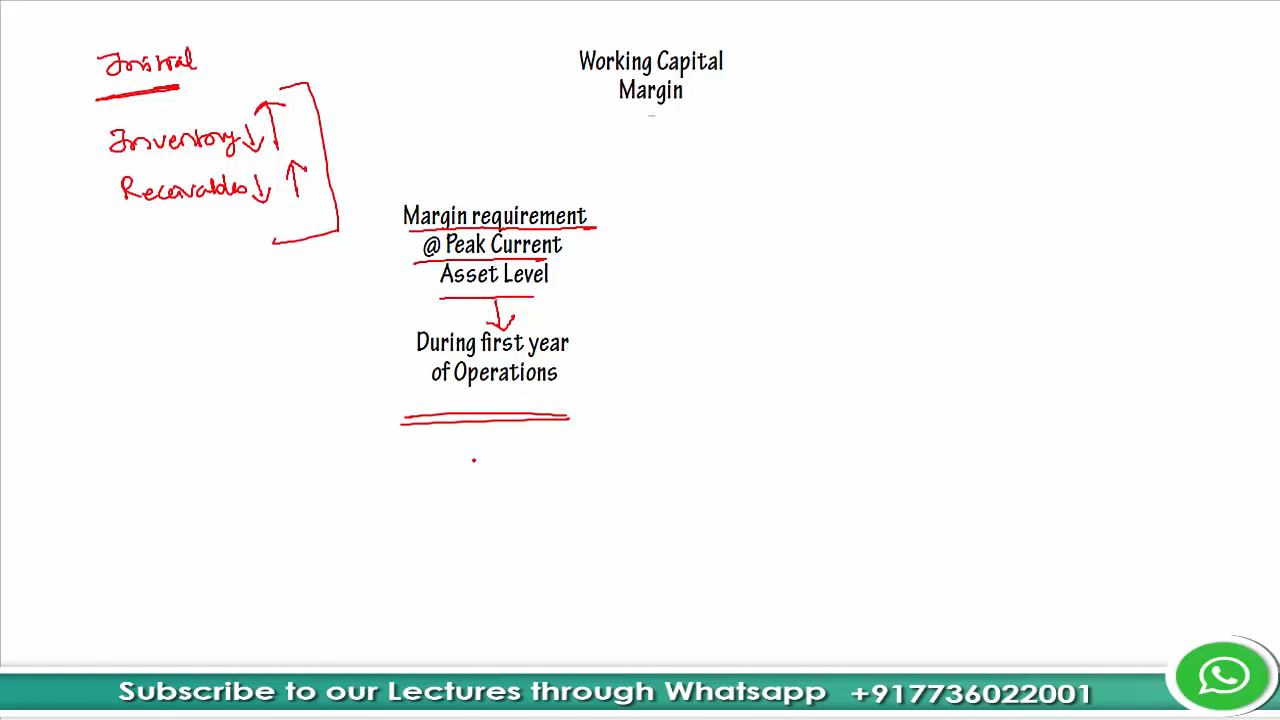 Working Capital
Margin
Initial
Inventory ↓ ↑
Receivables ↓ ↑
Margin requirement
@ Peak Current
Asset Level
During first year
of Operations
Subscribe to our Lectures through Whatsapp +917736022001